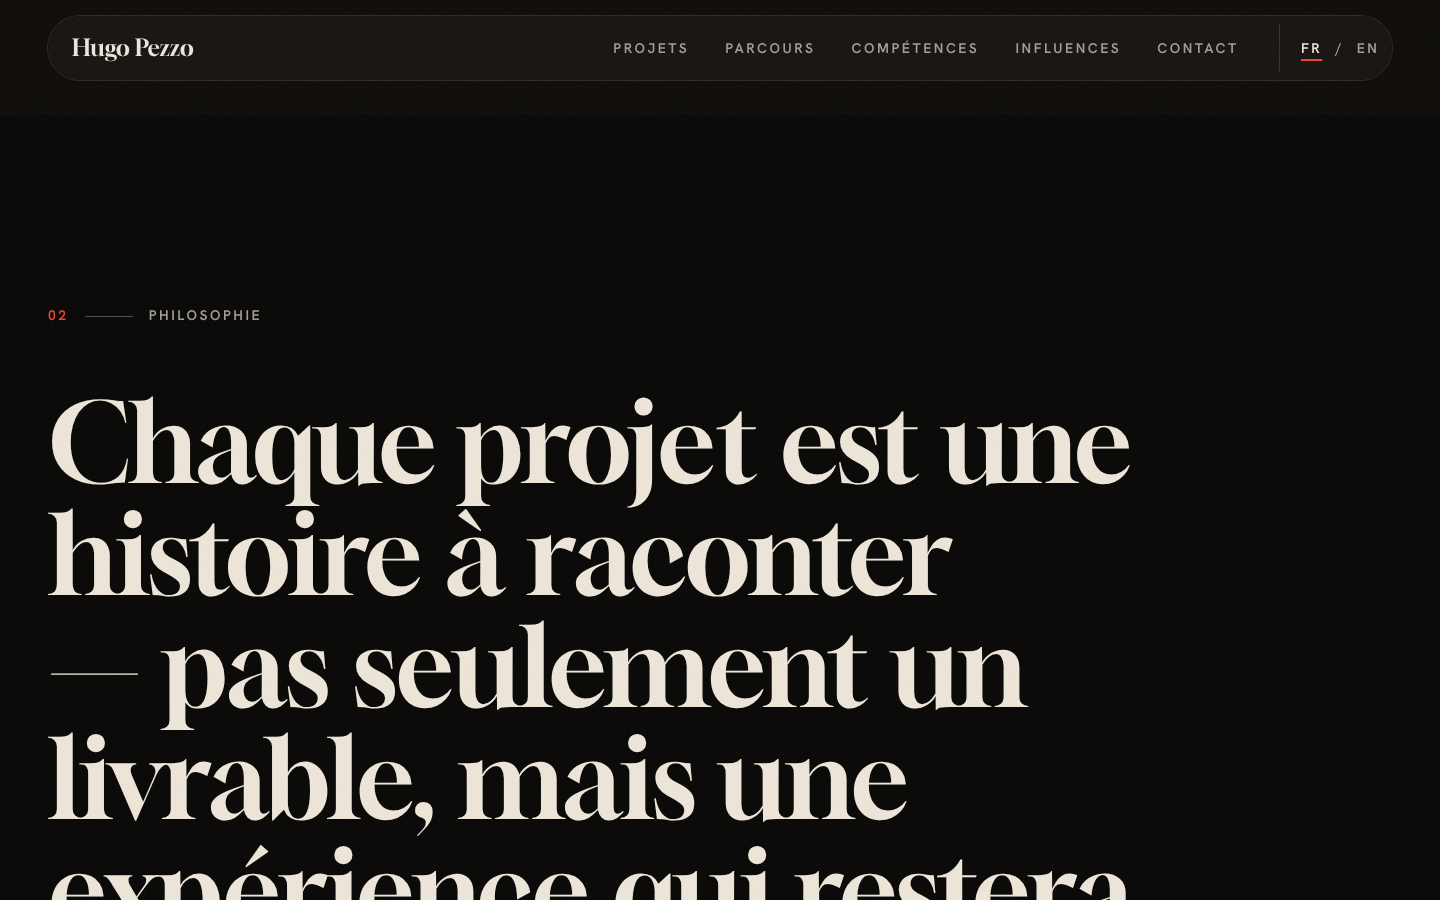 Hugo Pezzo
PROJETS PARCOURS COMPÉTENCES INFLUENCES CONTACT FR / EN
02 PHILOSOPHIE
Chaque projet est une
histoire à raconter
— pas seulement un
livrable, mais une
expérience qui restera